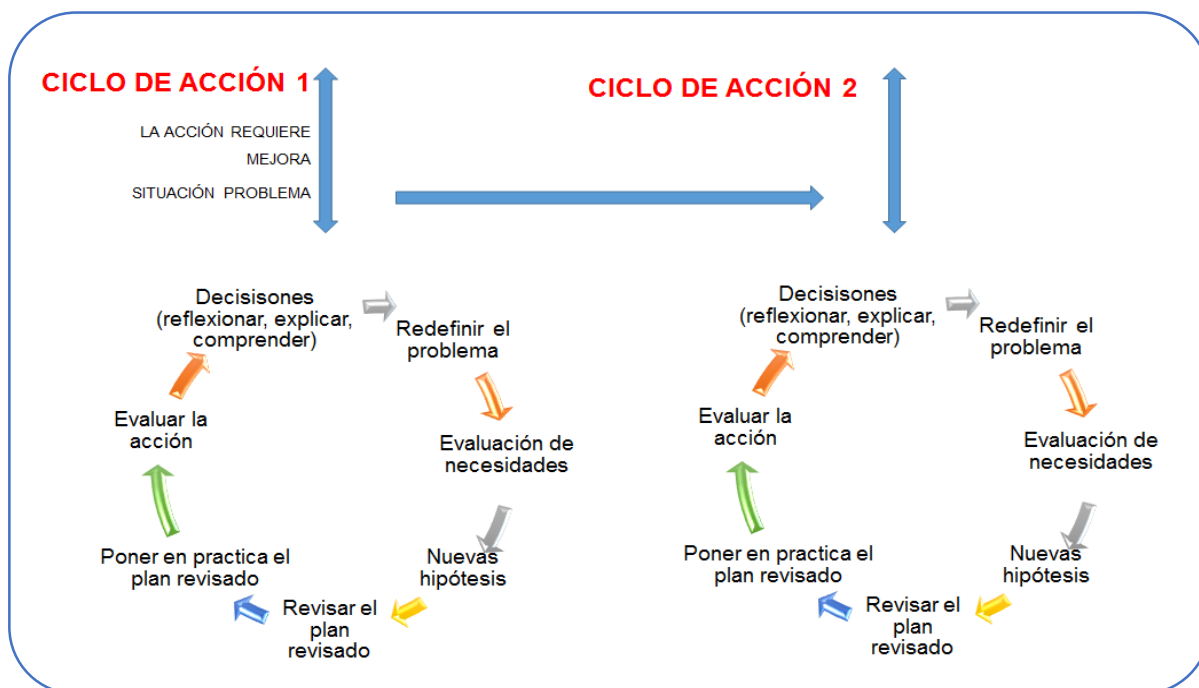 CICLO DE ACCIÓN 1
LA ACCIÓN REQUIERE
MEJORA
SITUACIÓN PROBLEMA
CICLO DE ACCIÓN 2
Decisisones
(reflexionar, explicar,
comprender)
Redefinir el
problema
Evaluación de
necesidades
Nuevas
hipótesis
Revisar el
plan
revisado
Poner en practica el
plan revisado
Evaluar la
acción
Decisisones
(reflexionar, explicar,
comprender)
Redefinir el
problema
Evaluación de
necesidades
Nuevas
hipótesis
Revisar el
plan
revisado
Poner en practica el
plan revisado
Evaluar la
acción